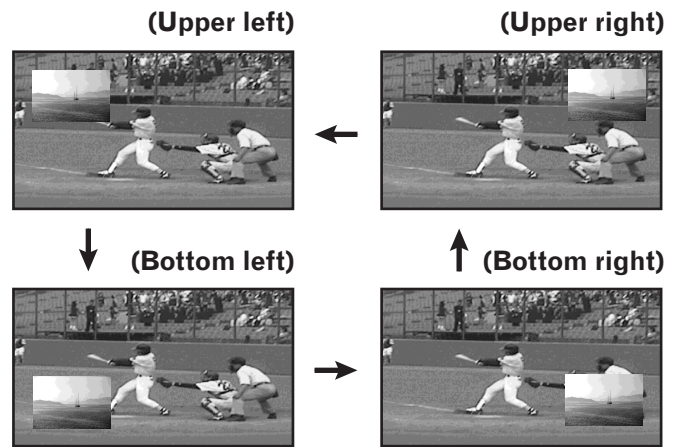 (Upper left)
(Upper right)
(Bottom left)
(Bottom right)